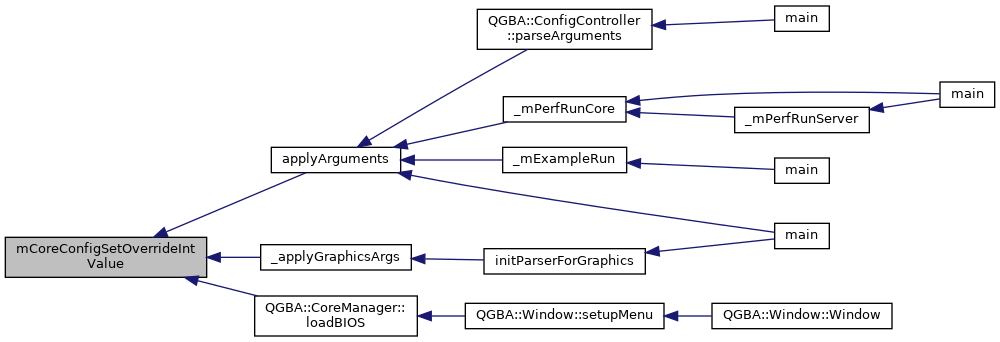 QGBA::ConfigController
::parseArguments
main
_mPerfRunCore
main
_mPerfRunServer
applyArguments
_mExampleRun
main
main
mCoreConfigSetOverrideInt
Value
_applyGraphicsArgs
initParserForGraphics
QGBA::CoreManager::
loadBIOS
QGBA::Window::setupMenu
QGBA::Window::Window